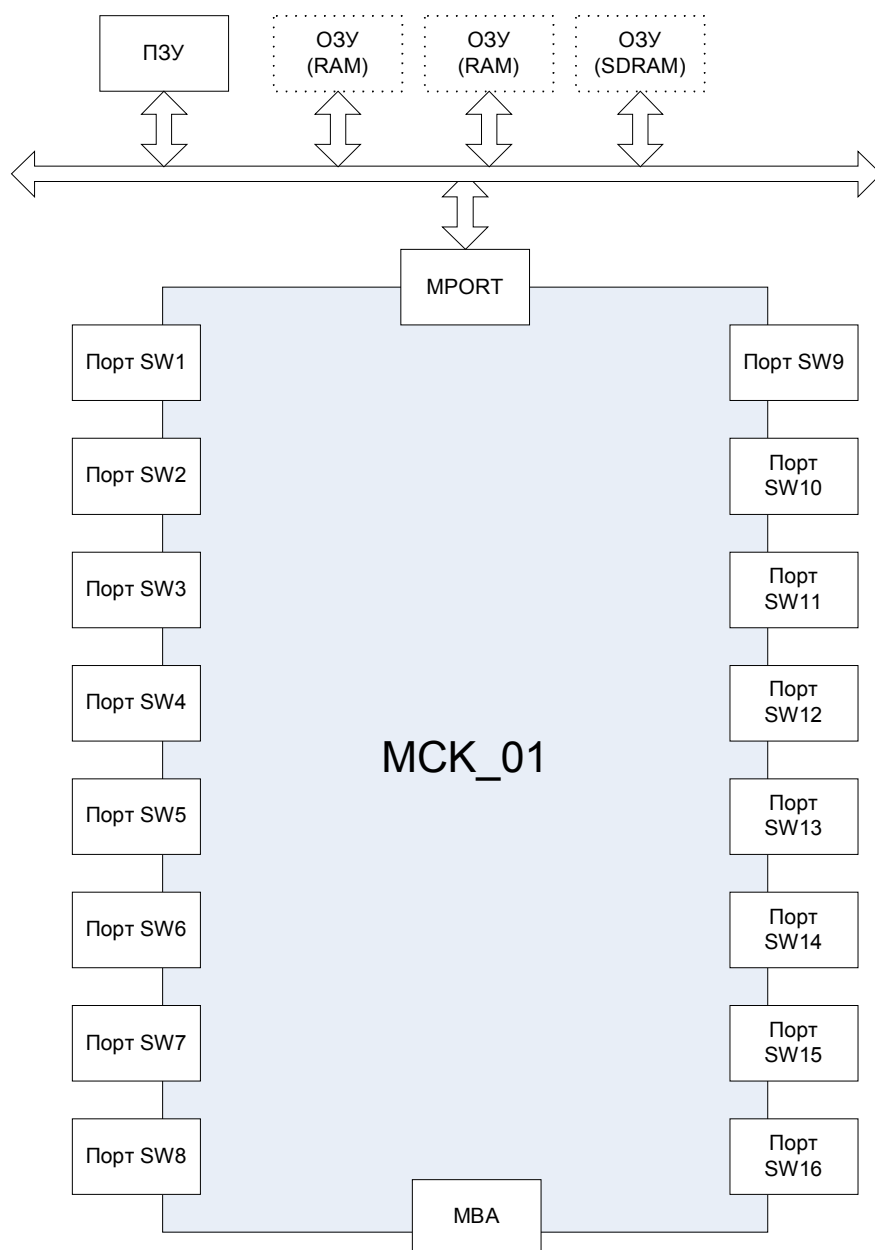 ПЗУ
ОЗУ
(RAM)
ОЗУ
(RAM)
ОЗУ
(SDRAM)
MPORT
Порт SW1
Порт SW9
Порт SW2
Порт
SW10
Порт SW3
Порт
SW11
Порт SW4
Порт
SW12
MCK_01
Порт SW5
Порт
SW13
Порт SW6
Порт
SW14
Порт SW7
Порт
SW15
Порт SW8
Порт
SW16
MBA